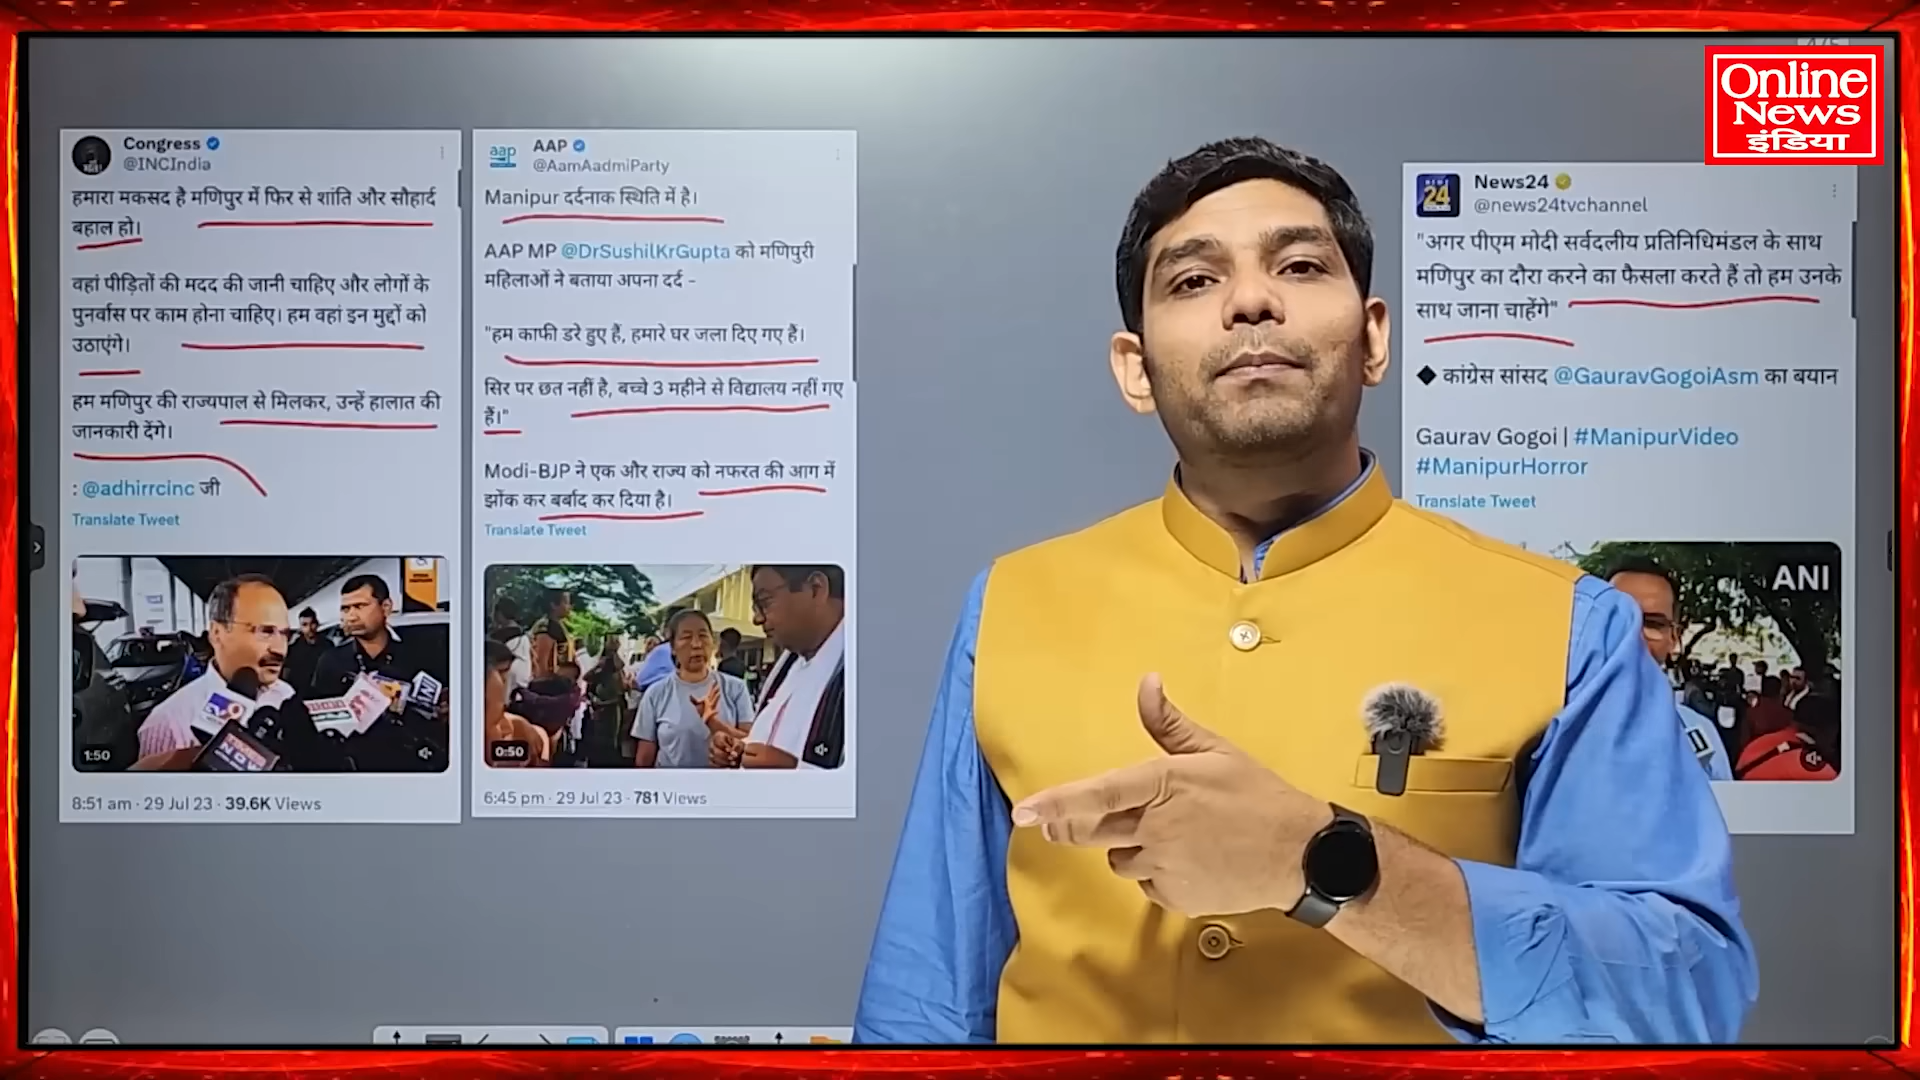 Online
News
इंडिया
Congress
@INCIndia
हमारा मकसद है मणिपुर में फिर से शांति और सौहार्द
बहाल हो।
वहां पीड़ितों की मदद की जानी चाहिए और लोगों के
पुनर्वास पर काम होना चाहिए। हम वहां इन मुद्दों को
उठाएंगे।
हम मणिपुर की राज्यपाल से मिलकर, उन्हें हालात की
जानकारी देंगे।
: @adhirrcinc जी
Translate Tweet
1:50
8:51 am · 29 Jul 23 · 39.6K Views
aap
AAP
@AamAadmiParty
Manipur दर्दनाक स्थिति में है।
AAP MP @DrSushilKrGupta को मणिपुरी
महिलाओं ने बताया अपना दर्द -
"हम काफी डरे हुए हैं, हमारे घर जला दिए गए हैं।
सिर पर छत नहीं है, बच्चे 3 महीने से विद्यालय नहीं गए
हैं।"
Modi-BJP ने एक और राज्य को नफरत की आग में
झोंक कर बर्बाद कर दिया है।
Translate Tweet
0:50
6:45 pm · 29 Jul 23 · 781 Views
24
News24
@news24tvchannel
"अगर पीएम मोदी सर्वदलीय प्रतिनिधिमंडल के साथ
मणिपुर का दौरा करने का फैसला करते हैं तो हम उनके
साथ जाना चाहेंगे"
◆ कांग्रेस सांसद @GauravGogoiAsm का बयान
Gaurav Gogoi | #ManipurVideo
#ManipurHorror
Translate Tweet
ANI